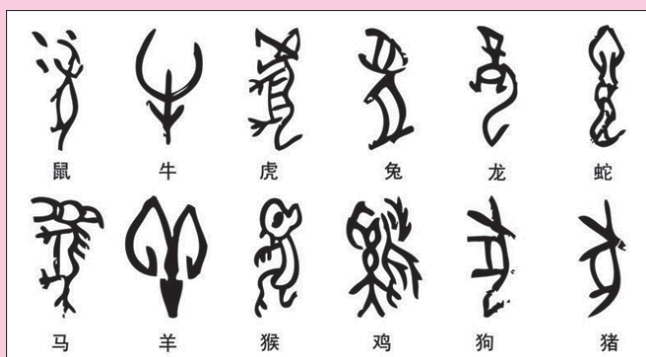 鼠 牛 虎 兔 龙 蛇
马 羊 猴 鸡 狗 猪